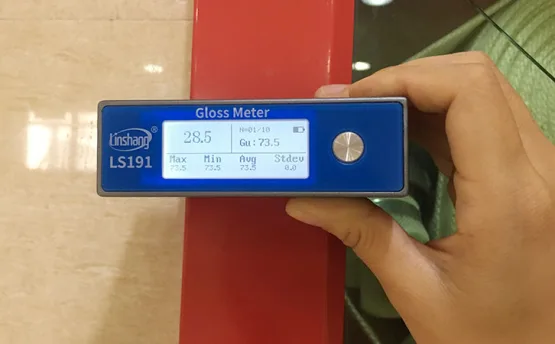 Gloss Meter
Linshang®
LS191
28.5
N=01/10
Gu:73.5
Max Min Avg Stdev
73.5 73.5 73.5 0.0